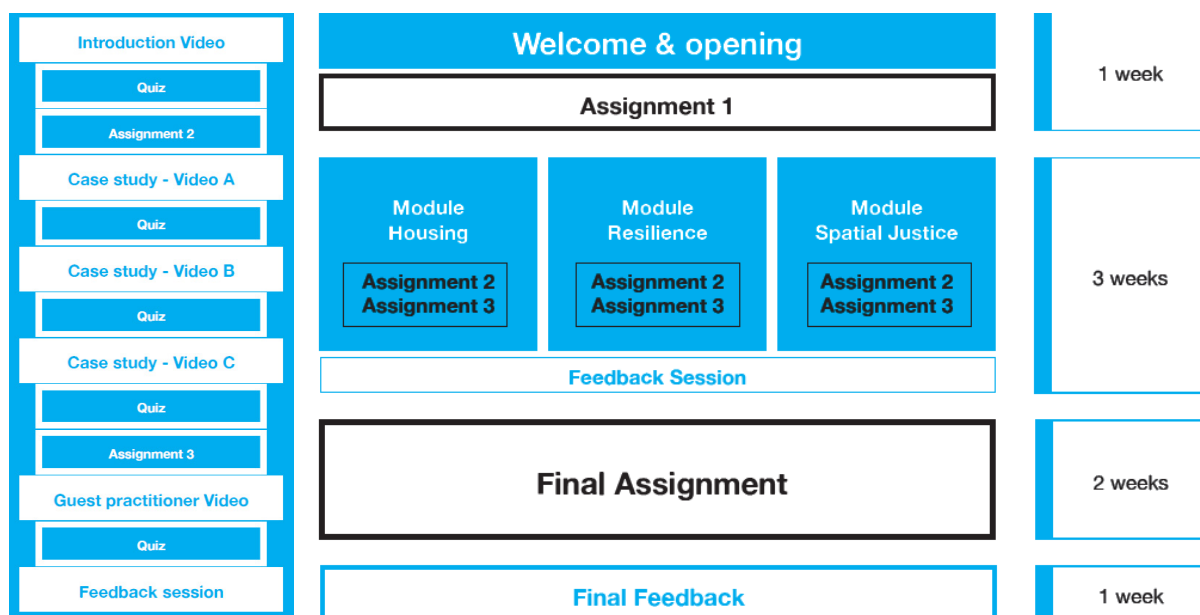 Introduction Video
Quiz
Assignment 2
Case study - Video A
Quiz
Case study - Video B
Quiz
Case study - Video C
Quiz
Assignment 3
Guest practitioner Video
Quiz
Feedback session
Welcome & opening
Assignment 1
Module
Housing
Assignment 2
Assignment 3
Module
Resilience
Assignment 2
Assignment 3
Module
Spatial Justice
Assignment 2
Assignment 3
Feedback Session
Final Assignment
Final Feedback
1 week
3 weeks
2 weeks
1 week